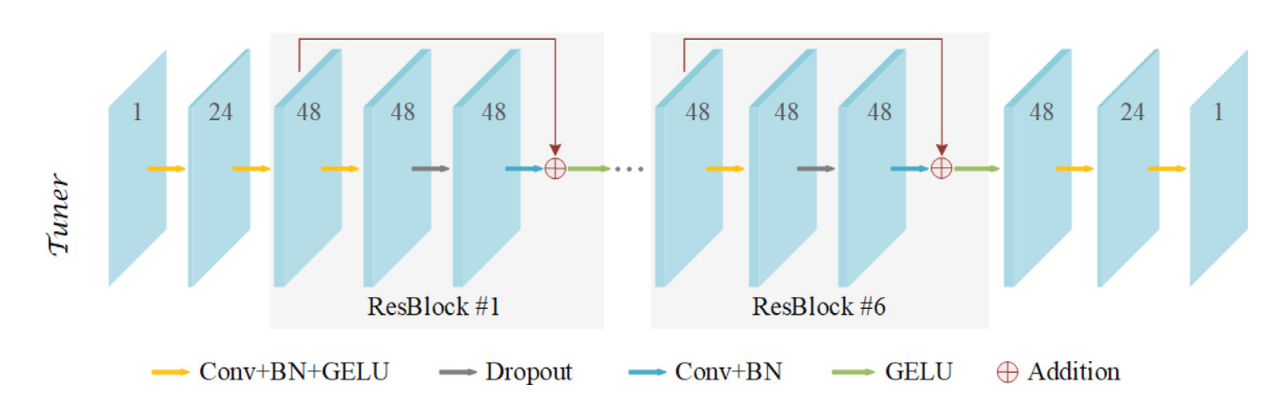 Tuner
1 24 48 48 48 48 48 48 48 24 1
ResBlock #1 ResBlock #6
Conv+BN+GELU Dropout Conv+BN GELU Addition